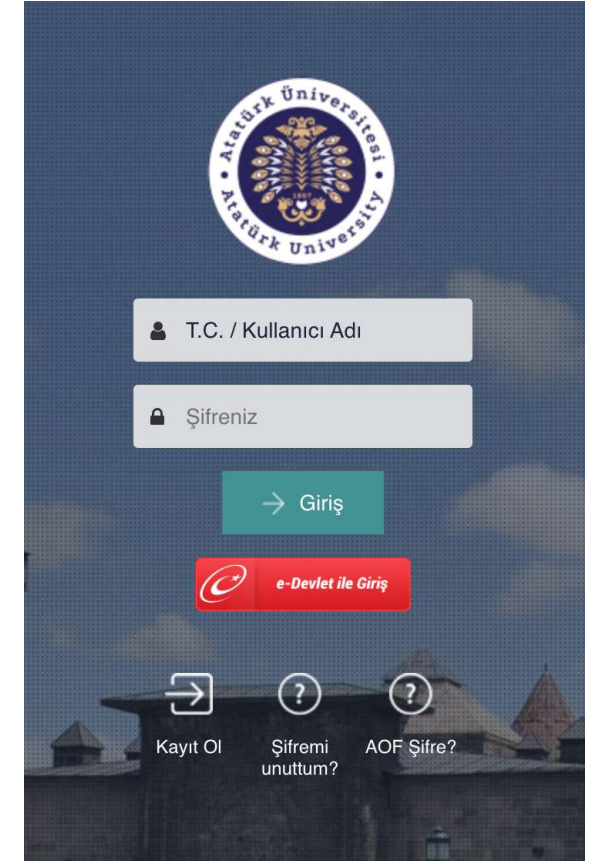 Atatürk Üniversitesi
1957
Atatürk University
T.C. / Kullanıcı Adı
Şifreniz
Giriş
e-Devlet ile Giriş
Kayıt Ol
Şifremi
unuttum?
AOF Şifre?